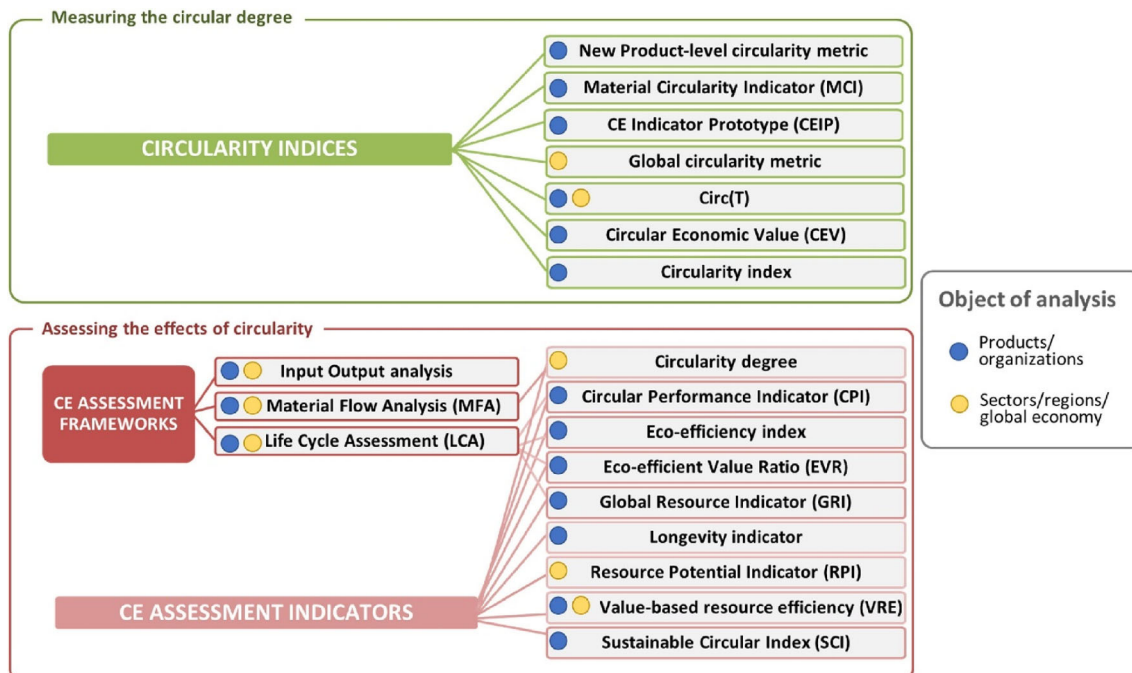 Measuring the circular degree
CIRCULARITY INDICES
New Product-level circularity metric
Material Circularity Indicator (MCI)
CE Indicator Prototype (CEIP)
Global circularity metric
Circ(T)
Circular Economic Value (CEV)
Circularity index
Assessing the effects of circularity
CE ASSESSMENT
FRAMEWORKS
Input Output analysis
Material Flow Analysis (MFA)
Life Cycle Assessment (LCA)
CE ASSESSMENT INDICATORS
Circularity degree
Circular Performance Indicator (CPI)
Eco-efficiency index
Eco-efficient Value Ratio (EVR)
Global Resource Indicator (GRI)
Longevity indicator
Resource Potential Indicator (RPI)
Value-based resource efficiency (VRE)
Sustainable Circular Index (SCI)
Object of analysis
Products/
organizations
Sectors/regions/
global economy